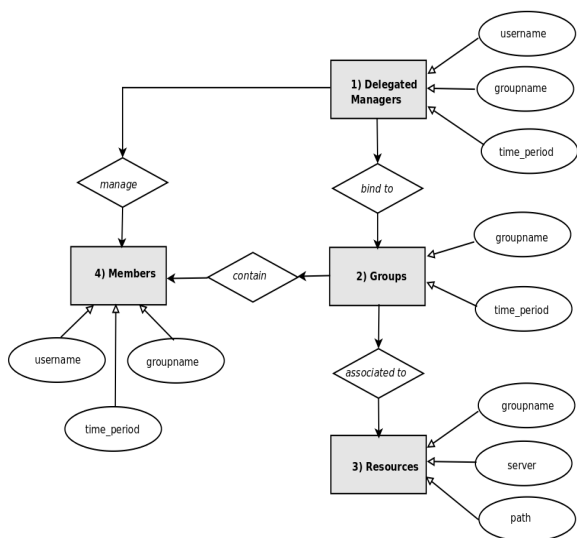 username
1) Delegated
Managers
groupname
time_period
manage
bind to
groupname
4) Members
contain
2) Groups
time_period
username
groupname
associated to
time_period
groupname
3) Resources
server
path